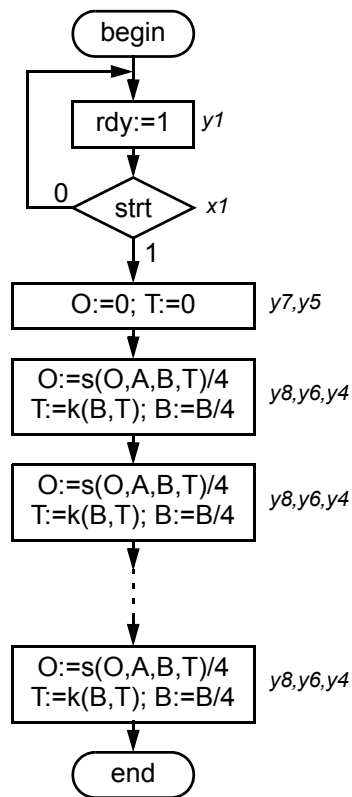 begin
rdy:=1 y1
0 strt x1
1
O:=0; T:=0 y7,y5
O:=s(O,A,B,T)/4
T:=k(B,T); B:=B/4 y8,y6,y4
O:=s(O,A,B,T)/4
T:=k(B,T); B:=B/4 y8,y6,y4
O:=s(O,A,B,T)/4
T:=k(B,T); B:=B/4 y8,y6,y4
end